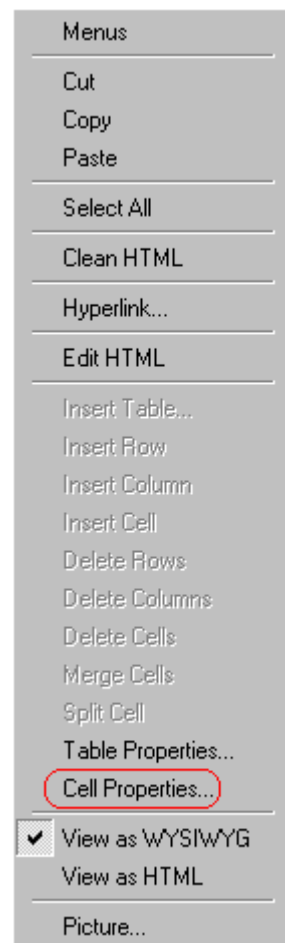 Menus
Cut
Copy
Paste
Select All
Clean HTML
Hyperlink...
Edit HTML
Insert Table...
Insert Row
Insert Column
Insert Cell
Delete Rows
Delete Columns
Delete Cells
Merge Cells
Split Cell
Table Properties...
Cell Properties...
View as WYSIWYG
View as HTML
Picture...